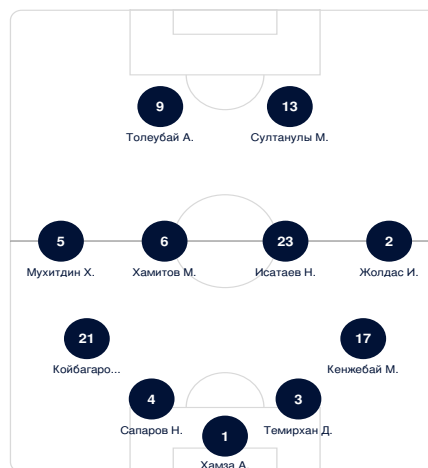 9 13
Толеубай А. Султанулы М.
5 6 23 2
Мухитдин Х. Хамитов М. Исатаев Н. Жолдас И.
21 17
Койбагаро... Кенжебай М.
4 3
Сапаров Н. Темирхан Д.
1
Хамза А.